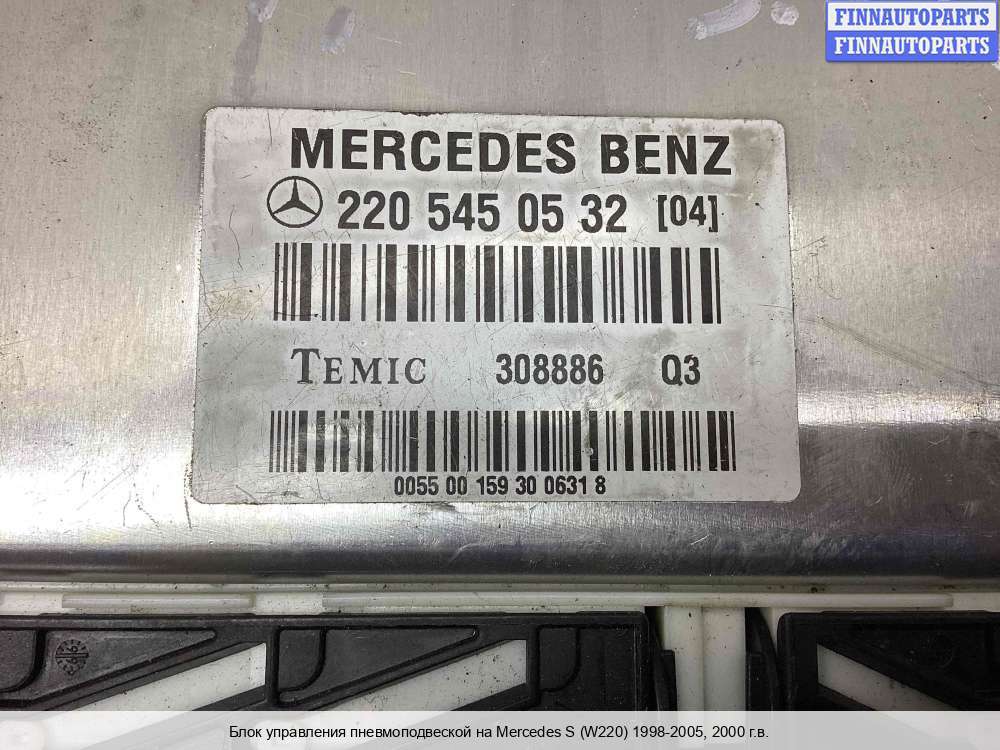 FINNAUTOPARTS
FINNAUTOPARTS
MERCEDES BENZ
220 545 05 32 [04]
TEMIC 308886 Q3
0055 00 159 30 0631 8
Блок управления пневмоподвеской на Mercedes S (W220) 1998-2005, 2000 г.в.